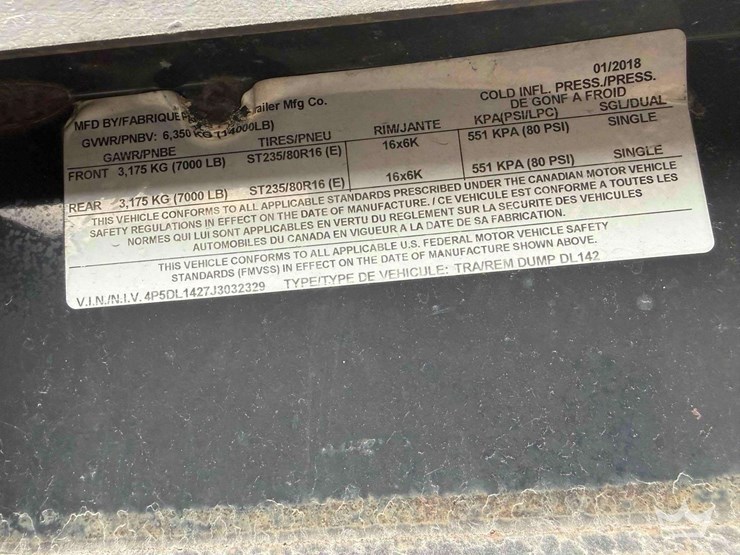 01/2018
MFD BY/FABRIQUE railer Mfg Co.
COLD INFL. PRESS./PRESS.
DE GONF A FROID
GVWR/PNBV: 6,350 KG (14000LB)
GAWR/PNBE TIRES/PNEU RIM/JANTE KPA(PSI/LPC) SGL/DUAL
FRONT 3,175 KG (7000 LB) ST235/80R16 (E) 16x6K 551 KPA (80 PSI) SINGLE
REAR 3,175 KG (7000 LB) ST235/80R16 (E) 16x6K 551 KPA (80 PSI) SINGLE
THIS VEHICLE CONFORMS TO ALL APPLICABLE STANDARDS PRESCRIBED UNDER THE CANADIAN MOTOR VEHICLE
SAFETY REGULATIONS IN EFFECT ON THE DATE OF MANUFACTURE. / CE VEHICULE EST CONFORME A TOUTES LES
NORMES QUI LUI SONT APPLICABLES EN VERTU DU REGLEMENT SUR LA SECURITE DES VEHICULES
AUTOMOBILES DU CANADA EN VIGUEUR A LA DATE DE SA FABRICATION.
THIS VEHICLE CONFORMS TO ALL APPLICABLE U.S. FEDERAL MOTOR VEHICLE SAFETY
STANDARDS (FMVSS) IN EFFECT ON THE DATE OF MANUFACTURE SHOWN ABOVE.
V.I.N./N.I.V. 4P5DL1427J3032329 TYPE/TYPE DE VEHICULE: TRA/REM DUMP DL142